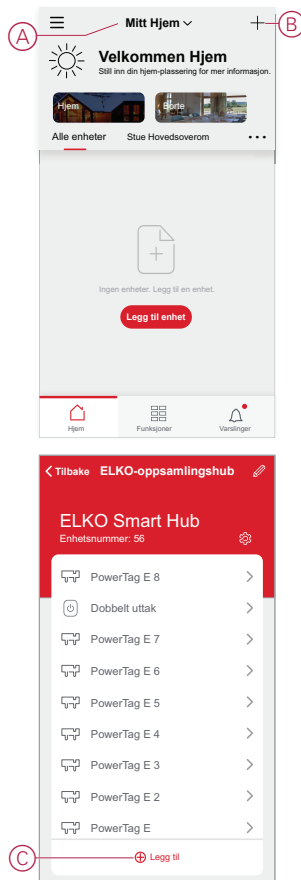 Mitt Hjem
A
B
Velkommen Hjem
Still inn din hjem-plassering for mer informasjon.
Hjem
Borte
Alle enheter Stue Hovedsoverom
Ingen enheter. Legg til en enhet.
Legg til enhet
Hjem Funksjoner Varslinger
Tilbake ELKO-oppsamlingshub
ELKO Smart Hub
Enhetsnummer: 56
PowerTag E 8
Dobbelt uttak
PowerTag E 7
PowerTag E 6
PowerTag E 5
PowerTag E 4
PowerTag E 3
PowerTag E 2
PowerTag E
C
Legg til